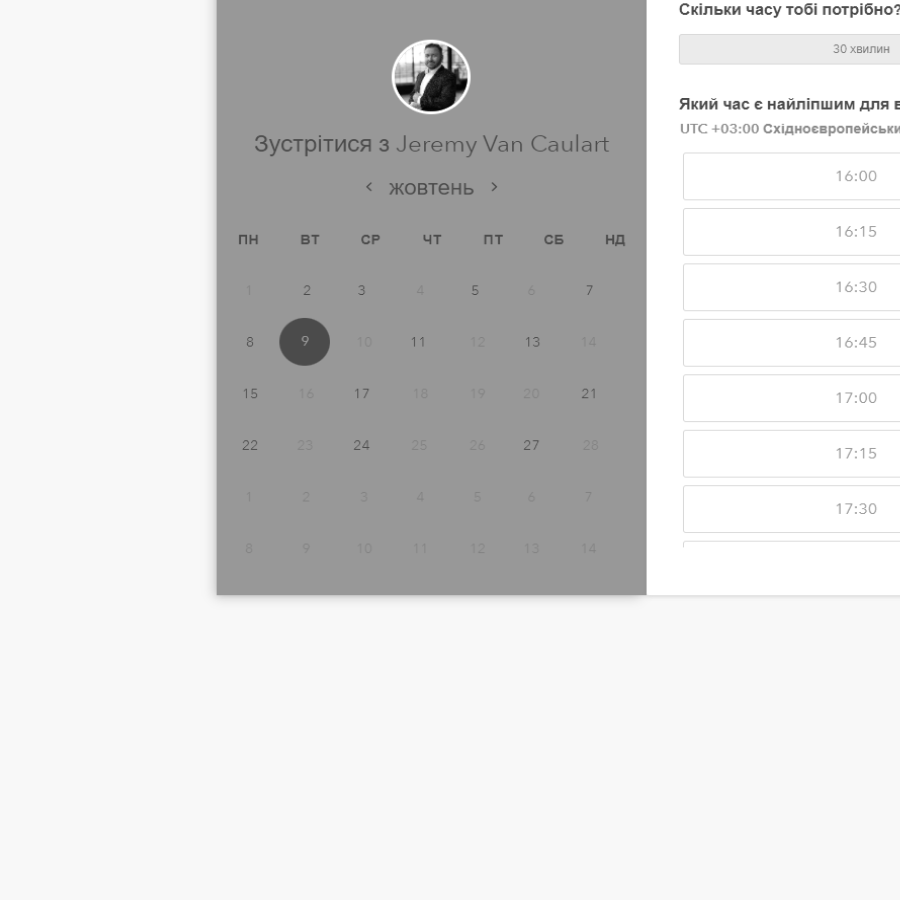 Зустрітися з Jeremy Van Caulart
< жовтень >
ПН ВТ СР ЧТ ПТ СБ НД
1 2 3 4 5 6 7
8 9 10 11 12 13 14
15 16 17 18 19 20 21
22 23 24 25 26 27 28
1 2 3 4 5 6 7
8 9 10 11 12 13 14
Скільки часу тобі потрібно?
30 хвилин
Який час є найліпшим для в
UTC +03:00 Східноєвропейськи
16:00
16:15
16:30
16:45
17:00
17:15
17:30